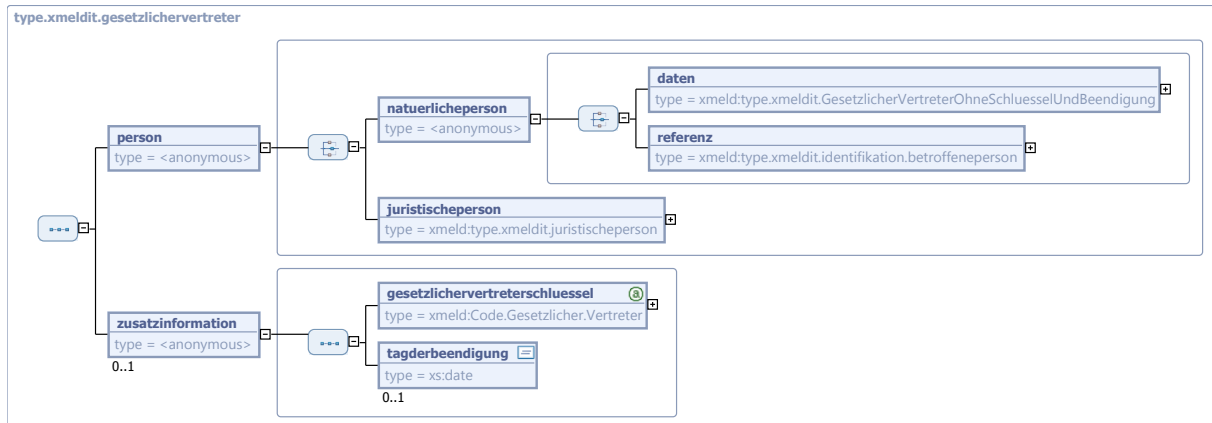 type.xmeldit.gesetzlichervertreter
daten
type = xmeld:type.xmeldit.GesetzlicherVertreterOhneSchluesselUndBeendigung
natuerlicheperson
type = <anonymous>
person
type = <anonymous>
referenz
type = xmeld:type.xmeldit.identifikation.betroffeneperson
juristischeperson
type = xmeld:type.xmeldit.juristischeperson
gesetzlichervertreterschluessel a
type = xmeld:Code.Gesetzlicher.Vertreter
zusatzinformation
type = <anonymous>
0..1
tagderbeendigung
type = xs:date
0..1